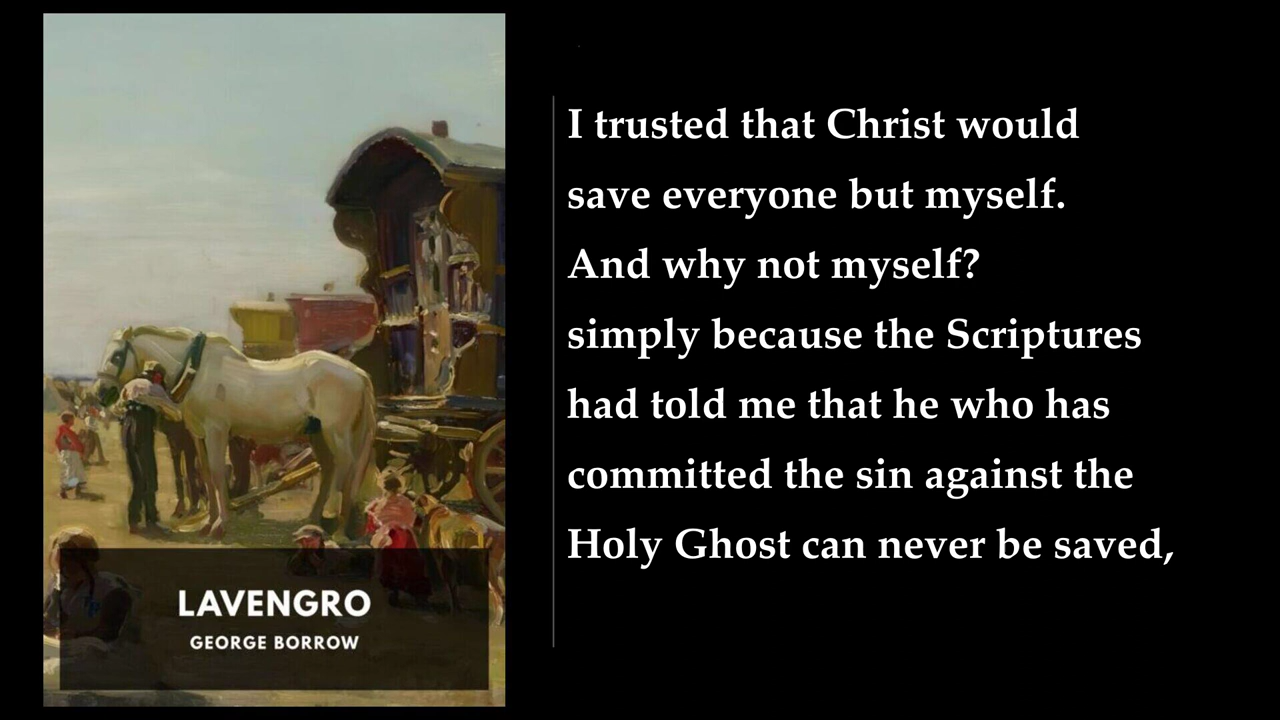 LAVENGRO
GEORGE BORROW
I trusted that Christ would
save everyone but myself.
And why not myself?
simply because the Scriptures
had told me that he who has
committed the sin against the
Holy Ghost can never be saved,